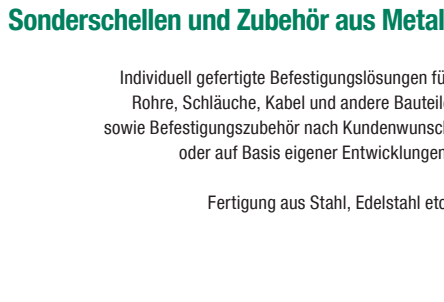 Sonderschellen und Zubehör aus Metal
Individuell gefertigte Befestigungslösungen fü
Rohre, Schläuche, Kabel und andere Bauteile
sowie Befestigungszubehör nach Kundenwunsch
oder auf Basis eigener Entwicklungen
Fertigung aus Stahl, Edelstahl etc